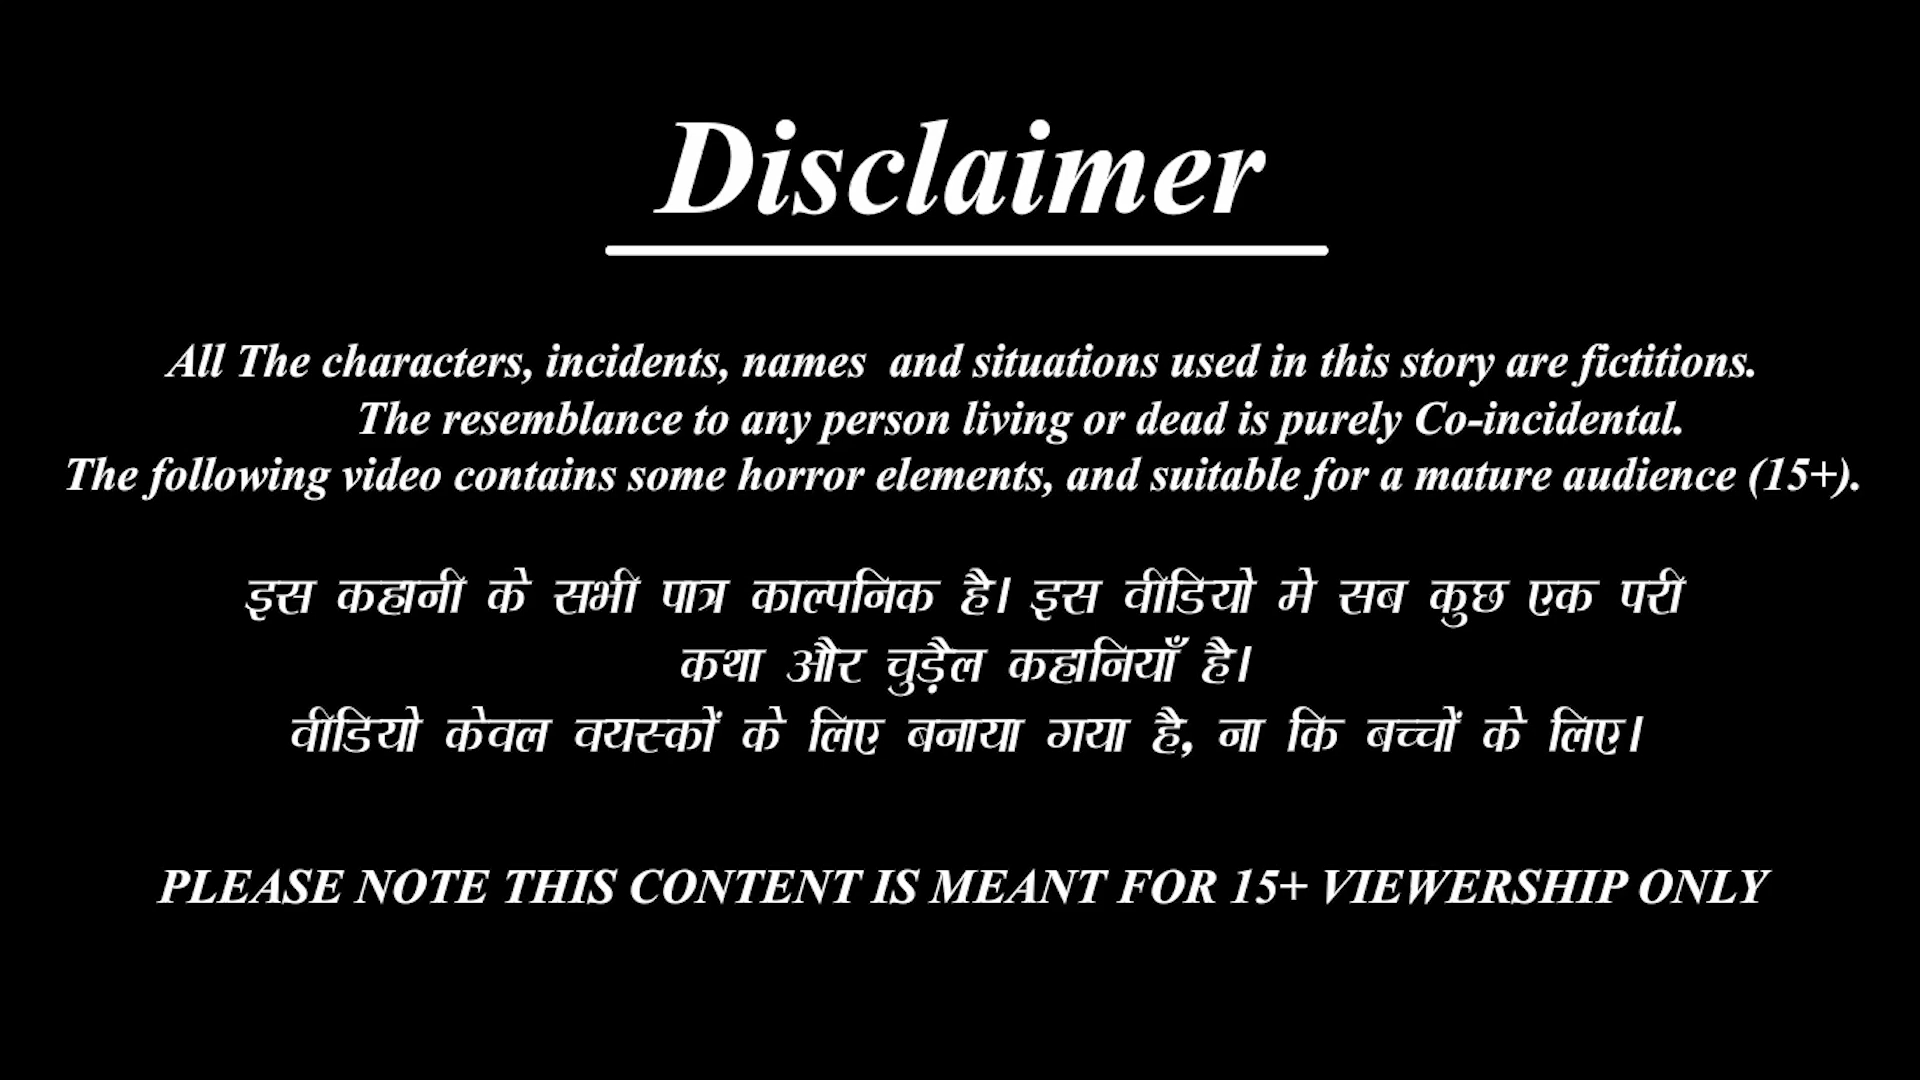 Disclaimer
All The characters, incidents, names  and situations used in this story are fictitions.
The resemblance to any person living or dead is purely Co-incidental.
The following video contains some horror elements, and suitable for a mature audience (15+).
इस कहानी के सभी पात्र काल्पनिक है। इस वीडियो मे सब कुछ एक परी
कथा और चुड़ैल कहानियाँ है।
वीडियो केवल वयस्कों के लिए बनाया गया है, ना कि बच्चों के लिए।
PLEASE NOTE THIS CONTENT IS MEANT FOR 15+ VIEWERSHIP ONLY